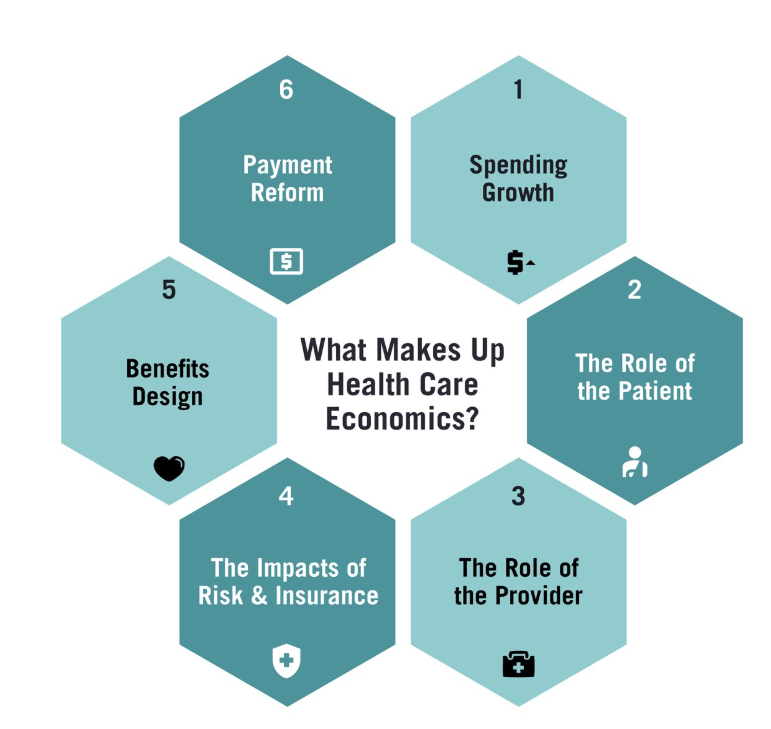 What Makes Up
Health Care
Economics?
1
Spending
Growth
$
2
The Role of
the Patient
3
The Role of
the Provider
4
The Impacts of
Risk & Insurance
5
Benefits
Design
6
Payment
Reform
$